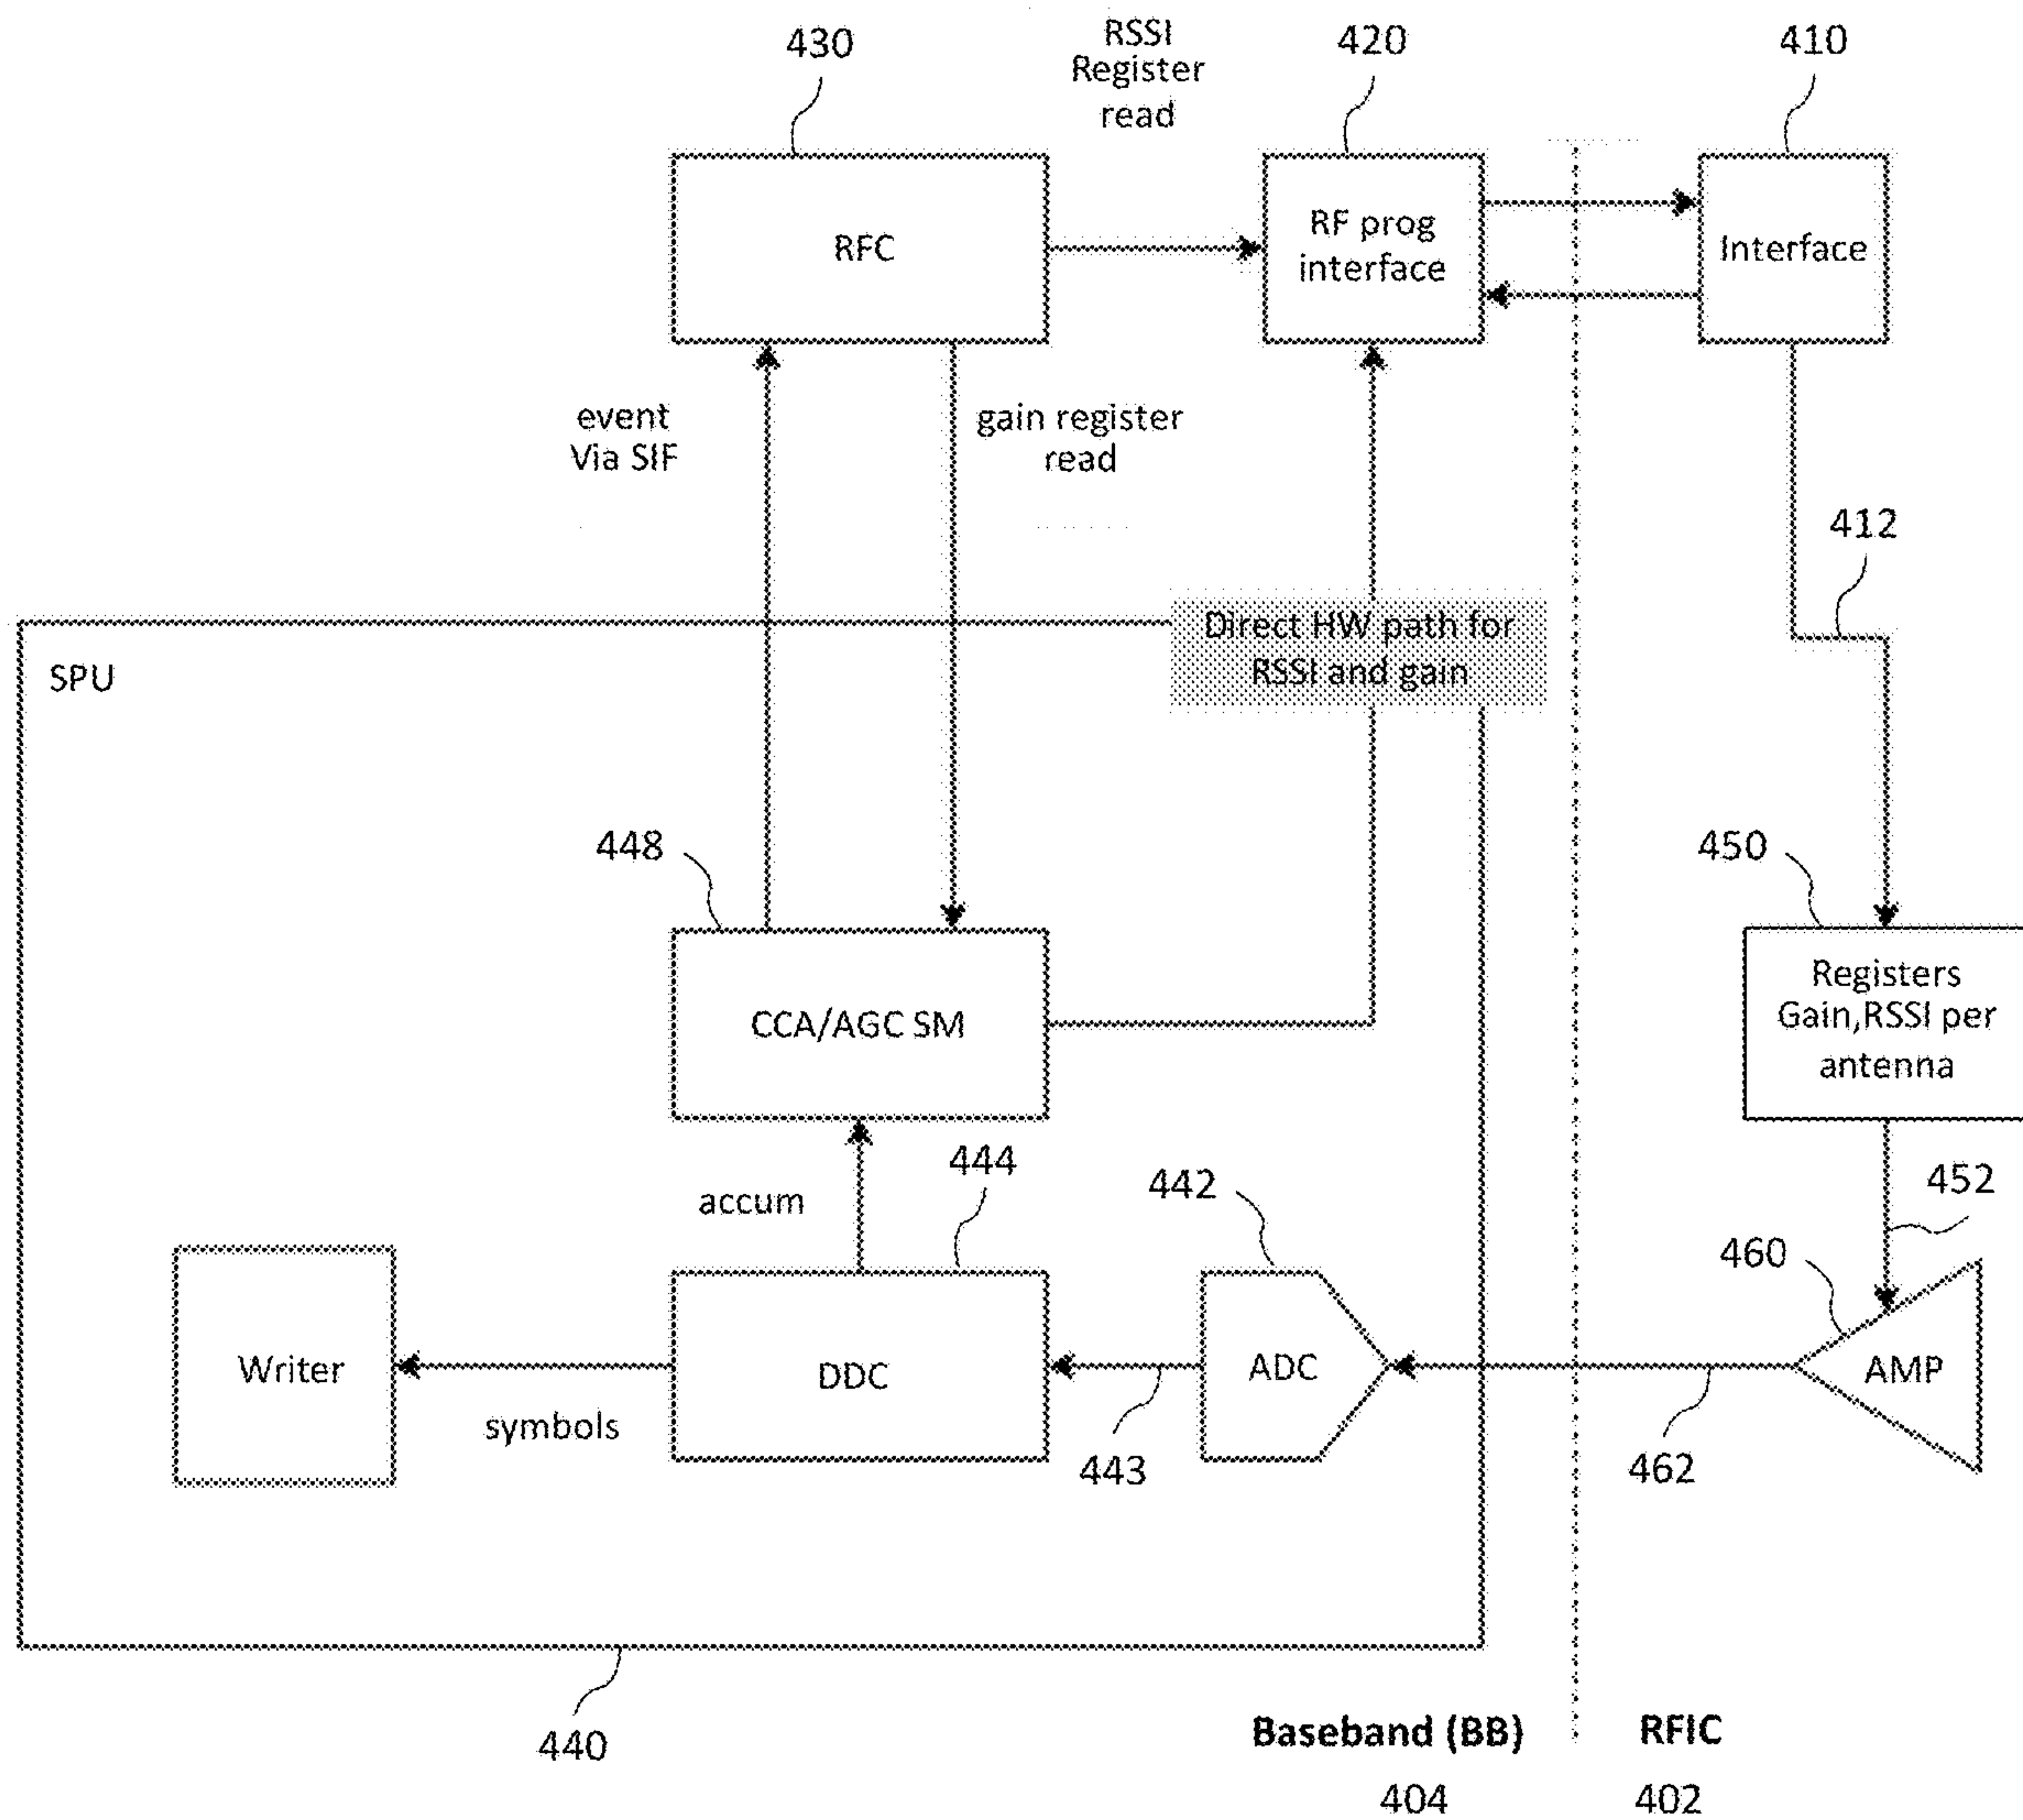 430
RSSI
Register
read
420
410
RFC
RF prog
interface
Interface
event
Via SIF
gain register
read
412
Direct HW path for
RSSI and gain
SPU
448
450
CCA/AGC SM
Registers
Gain,RSSI per
antenna
accum
444
442
452
460
Writer
DDC
ADC
AMP
symbols
443
462
440
Baseband (BB)
404
RFIC
402